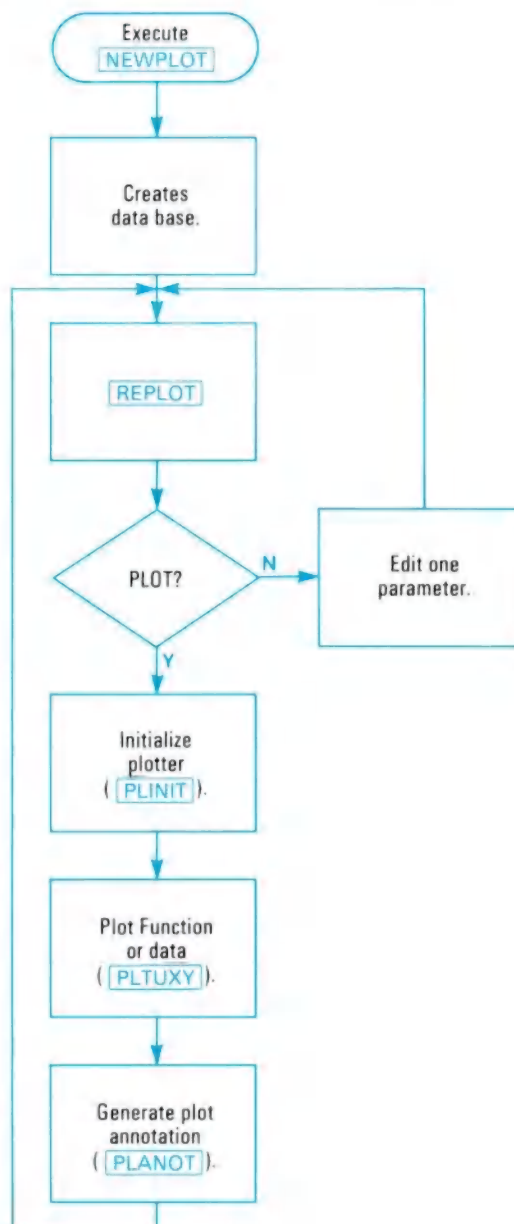 Execute
NEWPLOT
Creates
data base.
REPLOT
PLOT?
N
Edit one
parameter.
Y
Initialize
plotter
( PLINIT ).
Plot Function
or data
( PLTUXY ).
Generate plot
annotation
( PLANOT ).